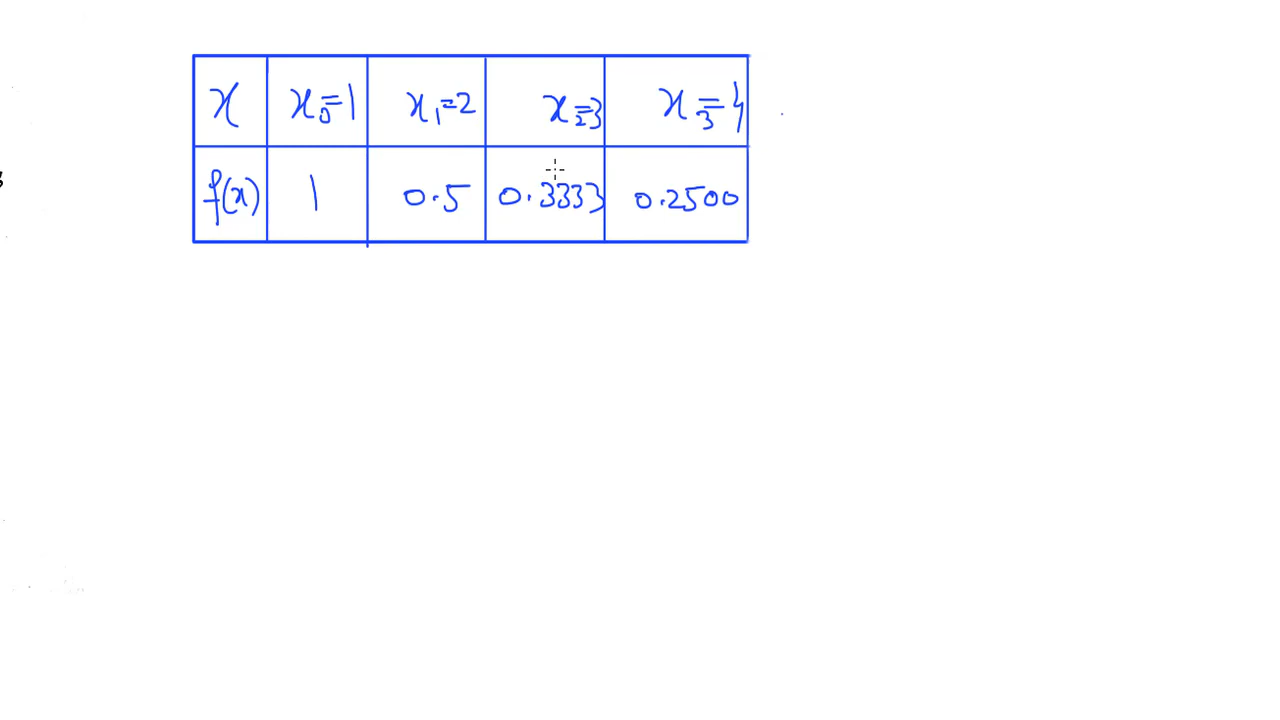 x x₀=1 x₁=2 x₂=3 x₃=4
f(x) 1 0.5 0.3333 0.2500